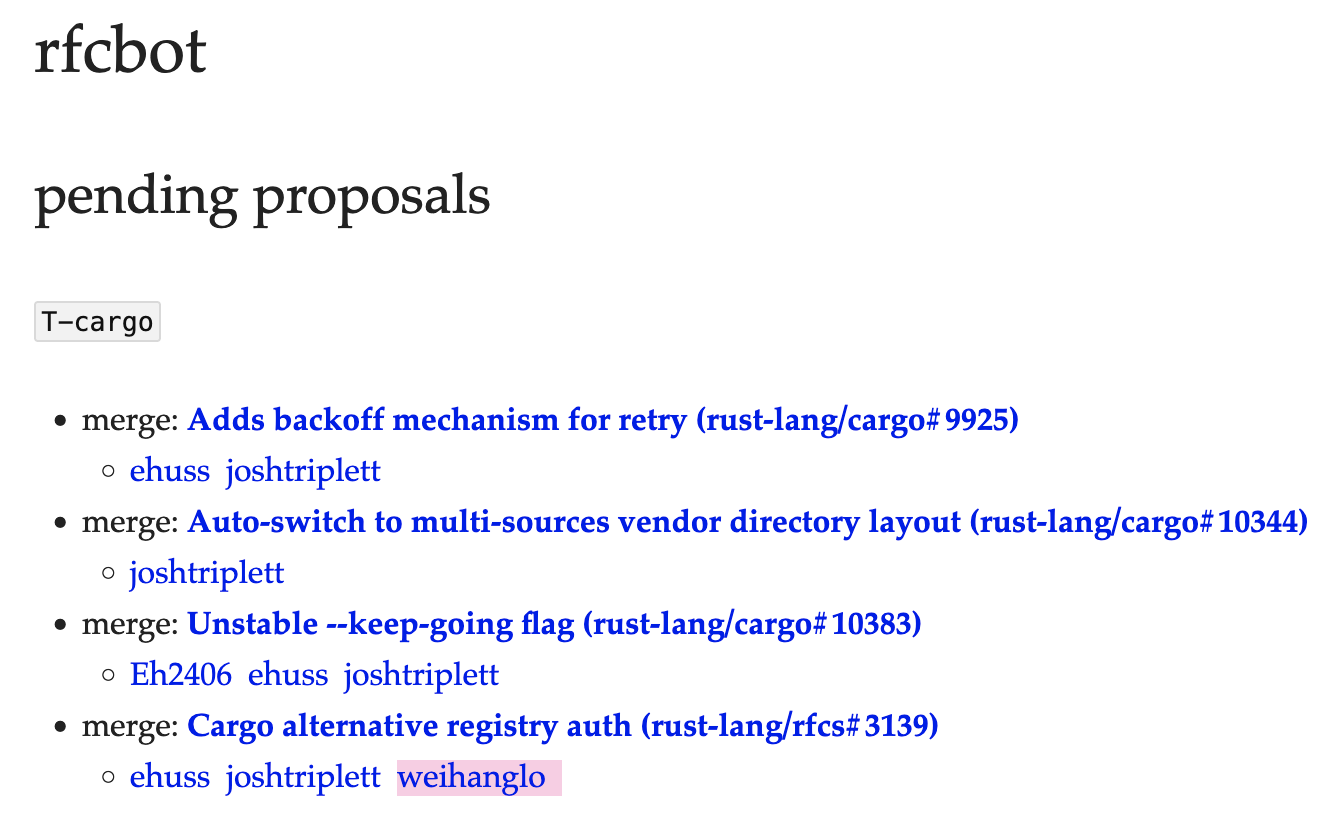 rfcbot
pending proposals
T-cargo
• merge: Adds backoff mechanism for retry (rust-lang/cargo#9925)
◦ ehuss joshtriplett
• merge: Auto-switch to multi-sources vendor directory layout (rust-lang/cargo#10344)
◦ joshtriplett
• merge: Unstable --keep-going flag (rust-lang/cargo#10383)
◦ Eh2406 ehuss joshtriplett
• merge: Cargo alternative registry auth (rust-lang/rfcs#3139)
◦ ehuss joshtriplett weihanglo